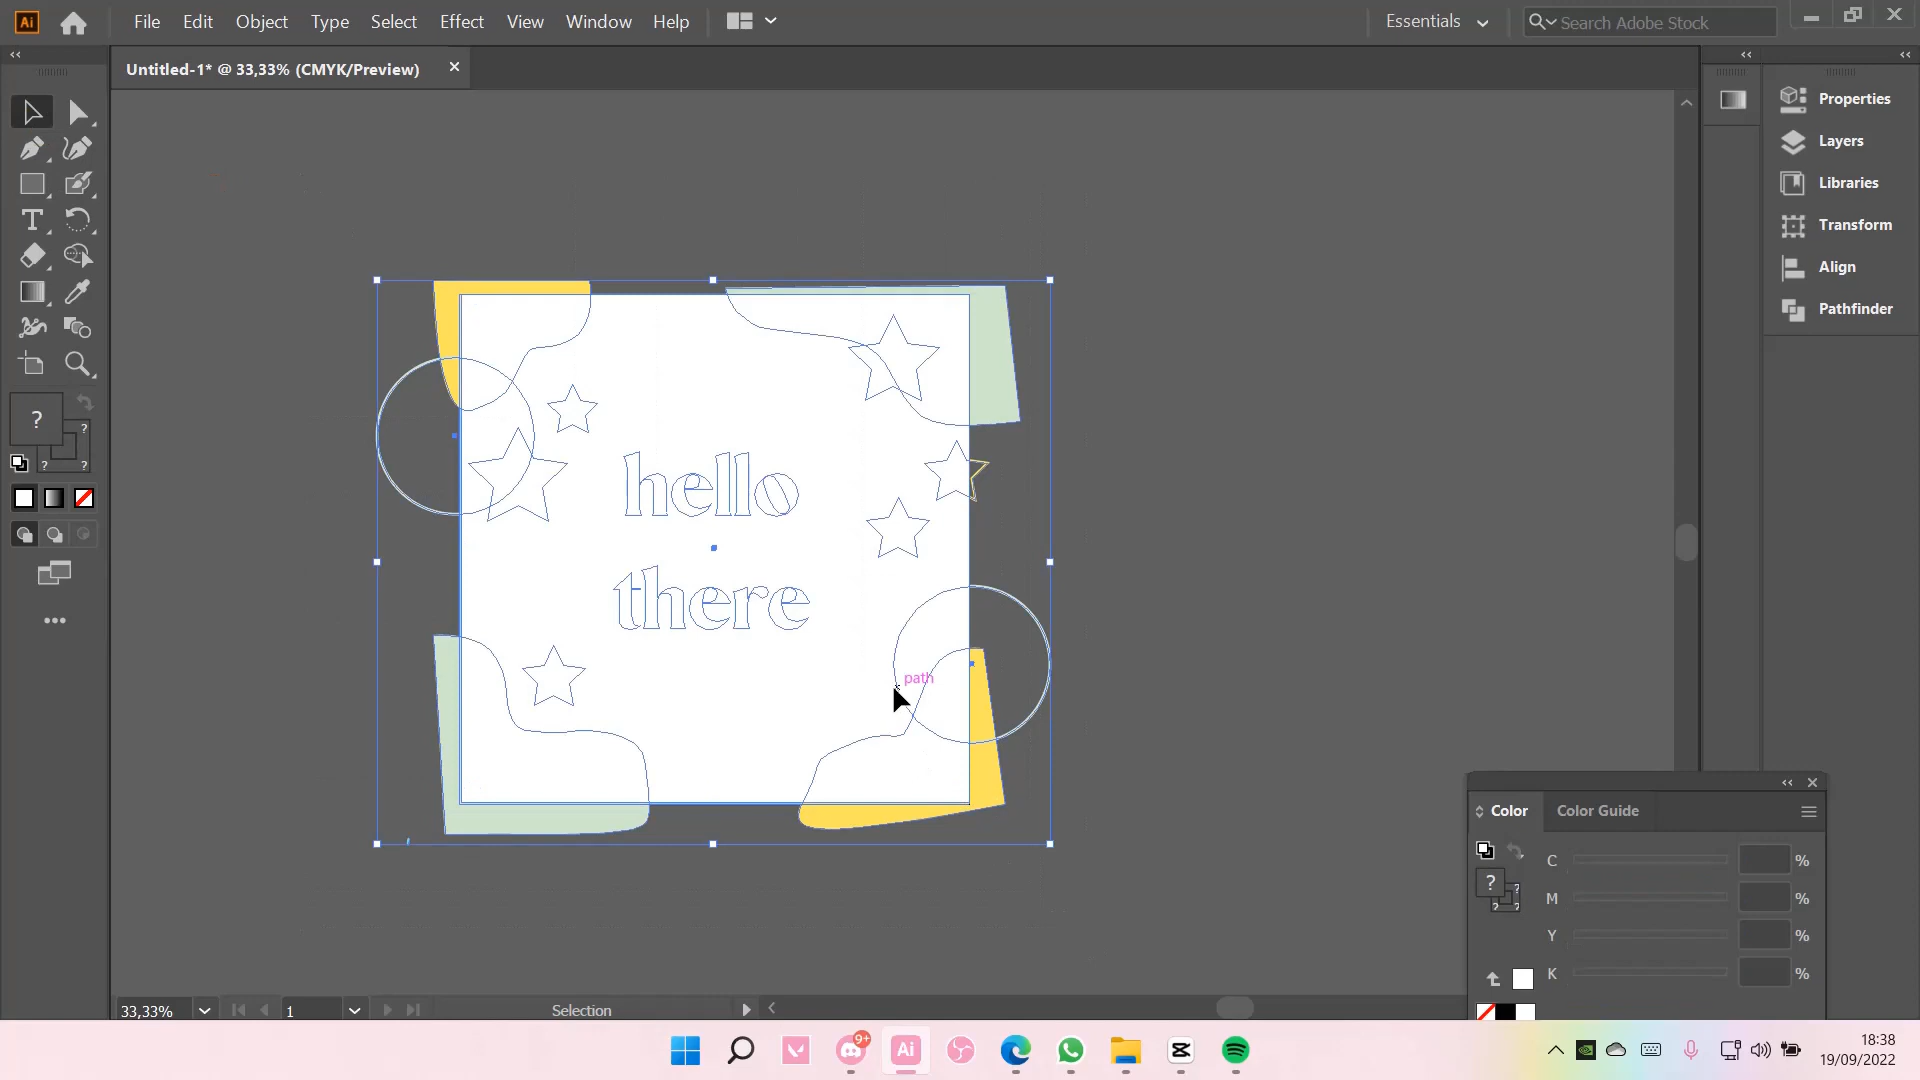 Ai File Edit Object Type Select Effect View Window Help Essentials Search Adobe Stock
Untitled-1* @ 33,33% (CMYK/Preview)
Properties
Layers
Libraries
Transform
Align
Pathfinder
T
?
?
? ?
hello
there
path
Color Color Guide
C %
? M %
? ?
?
Y %
K %
33,33% 1 Selection
9+ Ai
18:38
19/09/2022